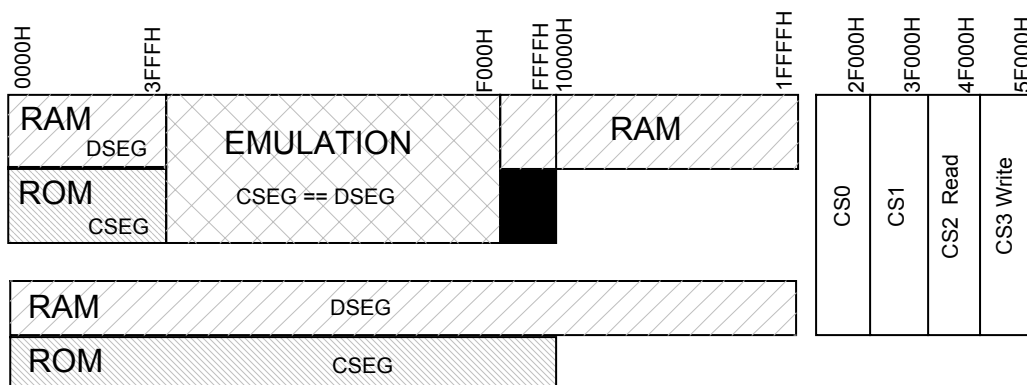 0000H
3FFFH
F000H
FFFFH
10000H
1FFFFH
2F000H
3F000H
4F000H
5F000H
RAM
DSEG
EMULATION
RAM
ROM
CSEG
CSEG == DSEG
CS0
CS1
CS2 Read
CS3 Write
RAM DSEG
ROM CSEG